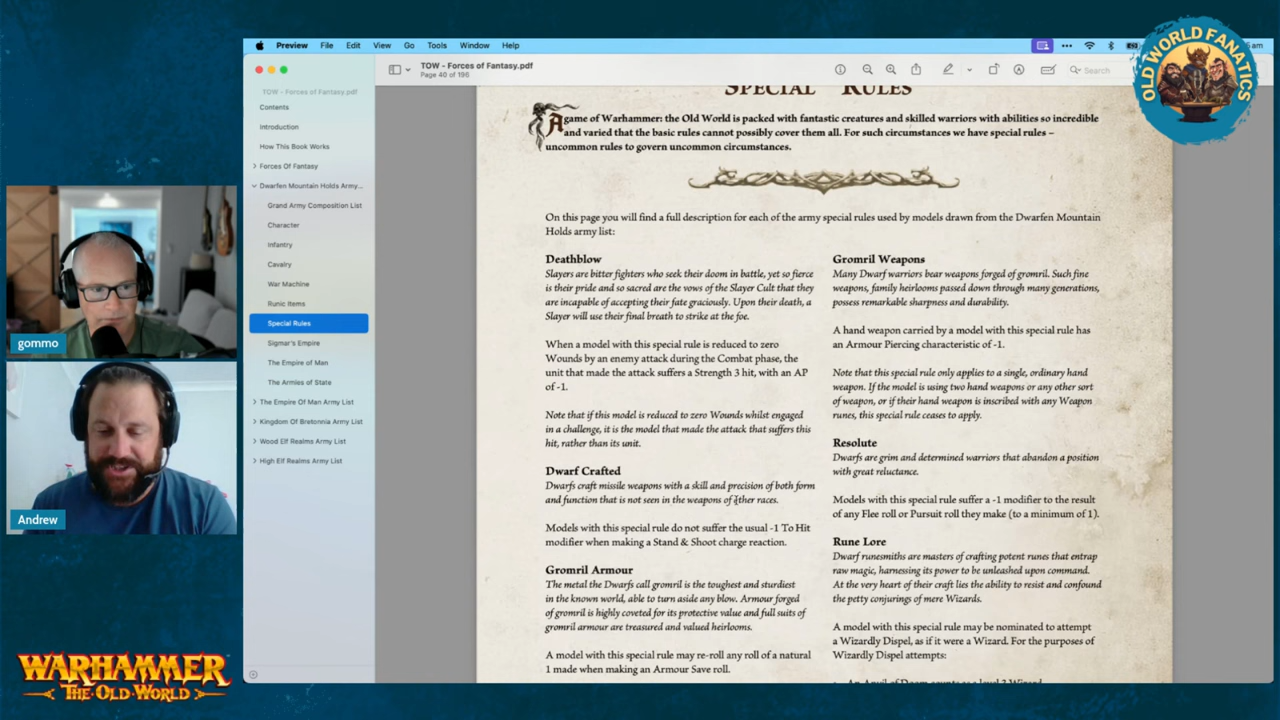 Preview File Edit View Go Tools Window Help
am
TOW - Forces of Fantasy.pdf
Page 40 of 196
Search
OLD WORLD FANATICS
TOW - Forces of Fantasy.pdf
Contents
Introduction
How This Book Works
Forces Of Fantasy
Dwarfen Mountain Holds Army...
Grand Army Composition List
Character
Infantry
Cavalry
War Machine
Runic Items
Special Rules
Sigmar's Empire
The Empire of Man
The Armies of State
The Empire Of Man Army List
Kingdom Of Bretonnia Army List
Wood Elf Realms Army List
High Elf Realms Army List
gommo
Andrew
WARHAMMER
THE OLD WORLD
SPECIAL RULES
A game of Warhammer: the Old World is packed with fantastic creatures and skilled warriors with abilities so incredible
and varied that the basic rules cannot possibly cover them all. For such circumstances we have special rules –
uncommon rules to govern uncommon circumstances.
On this page you will find a full description for each of the army special rules used by models drawn from the Dwarfen Mountain
Holds army list:
Deathblow
Slayers are bitter fighters who seek their doom in battle, yet so fierce
is their pride and so sacred are the vows of the Slayer Cult that they
are incapable of accepting their fate graciously. Upon their death, a
Slayer will use their final breath to strike at the foe.
When a model with this special rule is reduced to zero
Wounds by an enemy attack during the Combat phase, the
unit that made the attack suffers a Strength 3 hit, with an AP
of -1.
Note that if this model is reduced to zero Wounds whilst engaged
in a challenge, it is the model that made the attack that suffers this
hit, rather than its unit.
Dwarf Crafted
Dwarfs craft missile weapons with a skill and precision of both form
and function that is not seen in the weapons of other races.
Models with this special rule do not suffer the usual -1 To Hit
modifier when making a Stand & Shoot charge reaction.
Gromril Armour
The metal the Dwarfs call gromril is the toughest and sturdiest
in the known world, able to turn aside any blow. Armour forged
of gromril is highly coveted for its protective value and full suits of
gromril armour are treasured and valued heirlooms.
A model with this special rule may re-roll any roll of a natural
1 made when making an Armour Save roll.
Gromril Weapons
Many Dwarf warriors bear weapons forged of gromril. Such fine
weapons, family heirlooms passed down through many generations,
possess remarkable sharpness and durability.
A hand weapon carried by a model with this special rule has
an Armour Piercing characteristic of -1.
Note that this special rule only applies to a single, ordinary hand
weapon. If the model is using two hand weapons or any other sort
of weapon, or if their hand weapon is inscribed with any Weapon
runes, this special rule ceases to apply.
Resolute
Dwarfs are grim and determined warriors that abandon a position
with great reluctance.
Models with this special rule suffer a -1 modifier to the result
of any Flee roll or Pursuit roll they make (to a minimum of 1).
Rune Lore
Dwarf runesmiths are masters of crafting potent runes that entrap
raw magic, harnessing its power to be unleashed upon command.
At the very heart of their craft lies the ability to resist and confound
the petty conjurings of mere Wizards.
A model with this special rule may be nominated to attempt
a Wizardly Dispel, as if it were a Wizard. For the purposes of
Wizardly Dispel attempts:
An Anvil of Doom counts as a level 3 Wizard